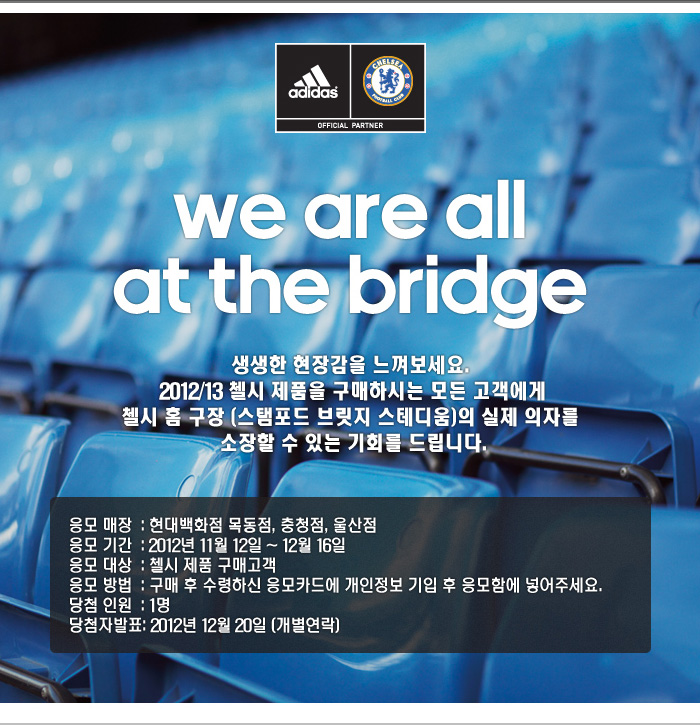 adidas
CHELSEA
FOOTBALL CLUB
OFFICIAL PARTNER
we are all
at the bridge
생생한 현장감을 느껴보세요.
2012/13 첼시 제품을 구매하시는 모든 고객에게
첼시 홈 구장 (스탬포드 브릿지 스테디움)의 실제 의자를
소장할 수 있는 기회를 드립니다.
응모 매장 : 현대백화점 목동점, 충청점, 울산점
응모 기간 : 2012년 11월 12일 ~ 12월 16일
응모 대상 : 첼시 제품 구매고객
응모 방법 : 구매 후 수령하신 응모카드에 개인정보 기입 후 응모함에 넣어주세요.
당첨 인원 : 1명
당첨자발표: 2012년 12월 20일 (개별연락)